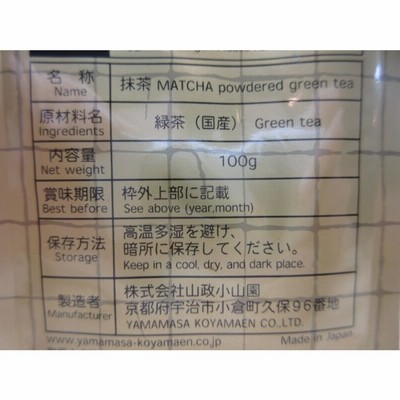 名 称 抹茶 MATCHA powdered green tea
Name
原材料名 緑茶（国産） Green tea
Ingredients
内容量 100g
Net weight
賞味期限 枠外上部に記載
Best before See above (year,month)
保存方法 高温多湿を避け、
Storage 暗所に保存してください。
Keep in a cool, dry, and dark place.
製造者 株式会社山政小山園
Manufacturer 京都府宇治市小倉町久保96番地
YAMAMASA KOYAMAEN CO.,LTD.
www.yamamasa-koyamaen.co.jp Made in Japan